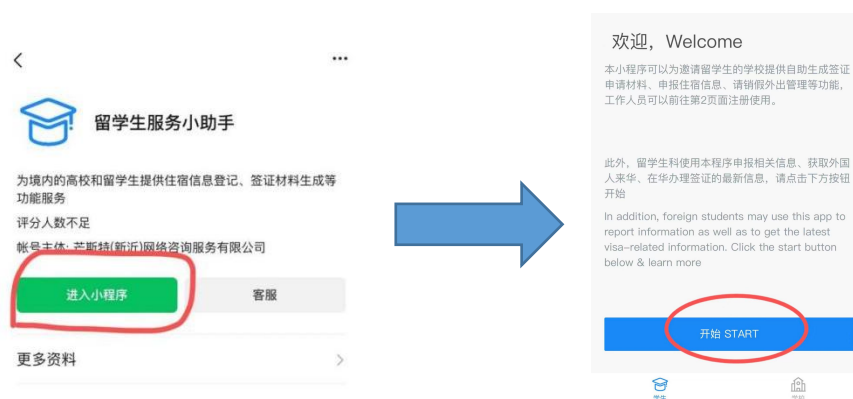 留学生服务小助手
为境内的高校和留学生提供住宿信息登记、签证材料生成等
功能服务
评分人数不足
帐号主体: 芒斯特(新沂)网络咨询服务有限公司
进入小程序
客服
更多资料
欢迎，Welcome
本小程序可以为邀请留学生的学校提供自助生成签证
申请材料、申报住宿信息、请销假外出管理等功能，
工作人员可以前往第2页面注册使用。
此外，留学生科使用本程序申报相关信息、获取外国
人来华、在华办理签证的最新信息，请点击下方按钮
开始
In addition, foreign students may use this app to
report information as well as to get the latest
visa-related information. Click the start button
below & learn more
开始 START
学生
学校